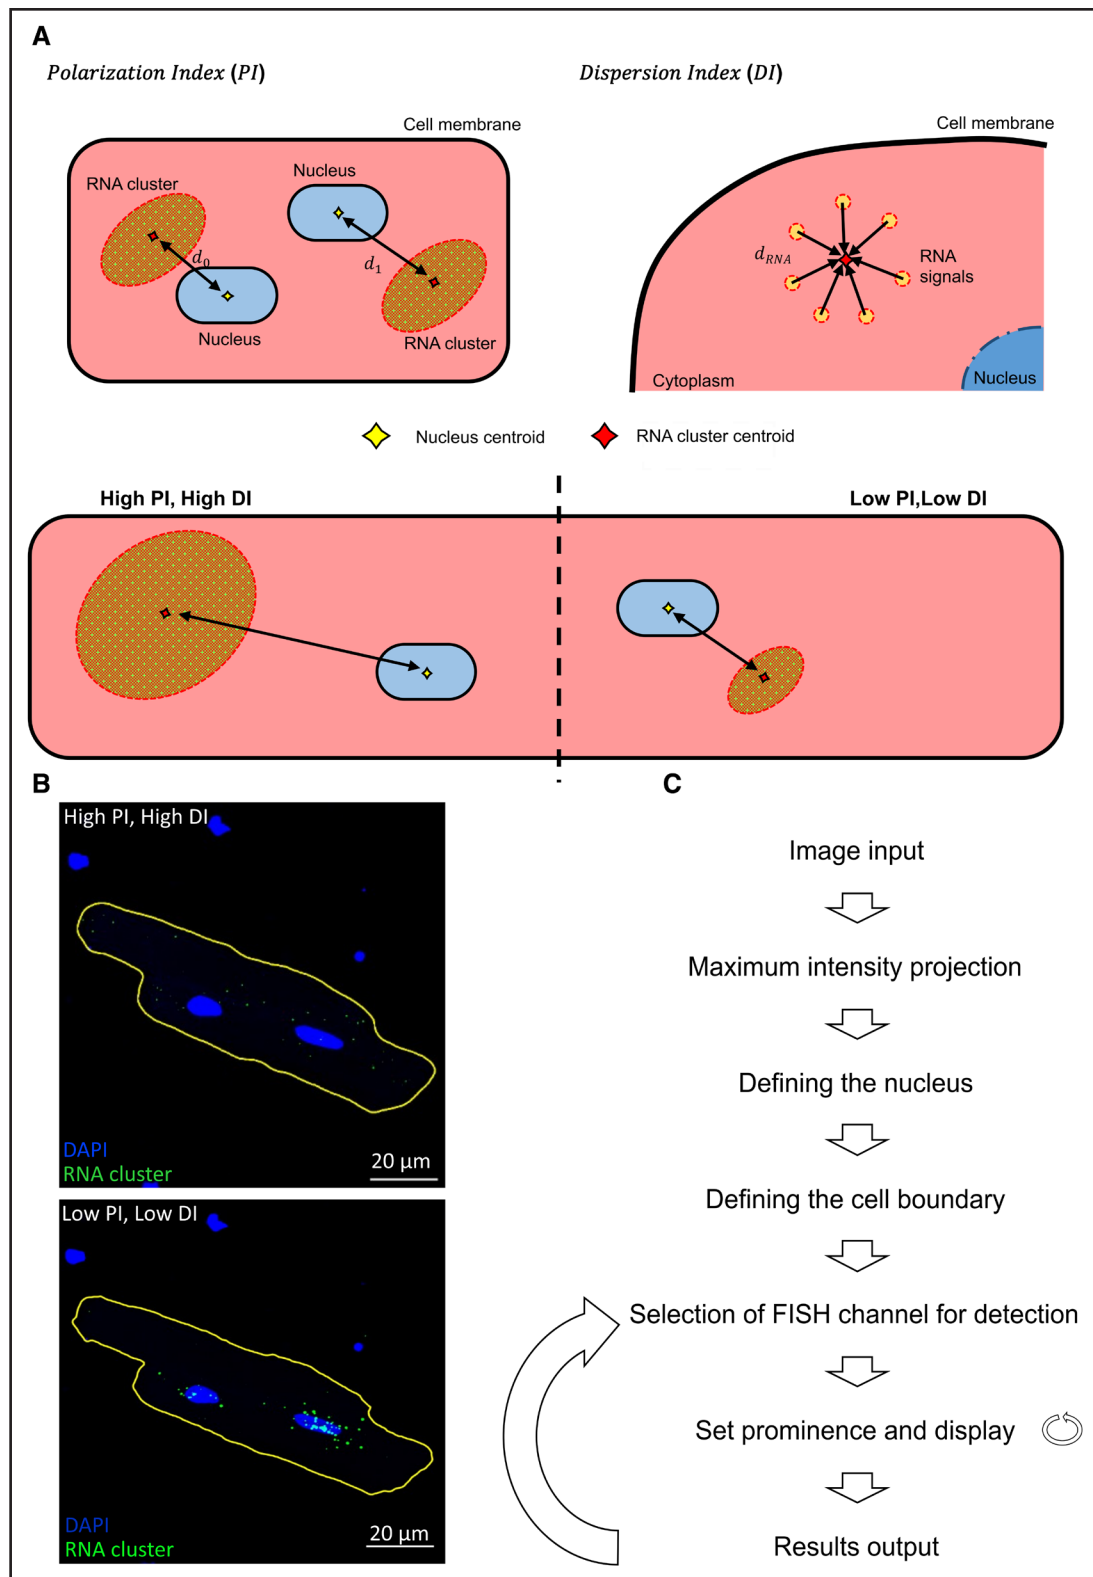 A
Polarization Index (PI)
Dispersion Index (DI)
Cell membrane
Nucleus
RNA cluster
d0
d1
Nucleus
RNA cluster
Cell membrane
dRNA
RNA
signals
Cytoplasm
Nucleus
Nucleus centroid
RNA cluster centroid
High PI, High DI
Low PI,Low DI
B
High PI, High DI
DAPI
RNA cluster
20 μm
Low PI, Low DI
DAPI
RNA cluster
20 μm
C
Image input
Maximum intensity projection
Defining the nucleus
Defining the cell boundary
Selection of FISH channel for detection
Set prominence and display
Results output